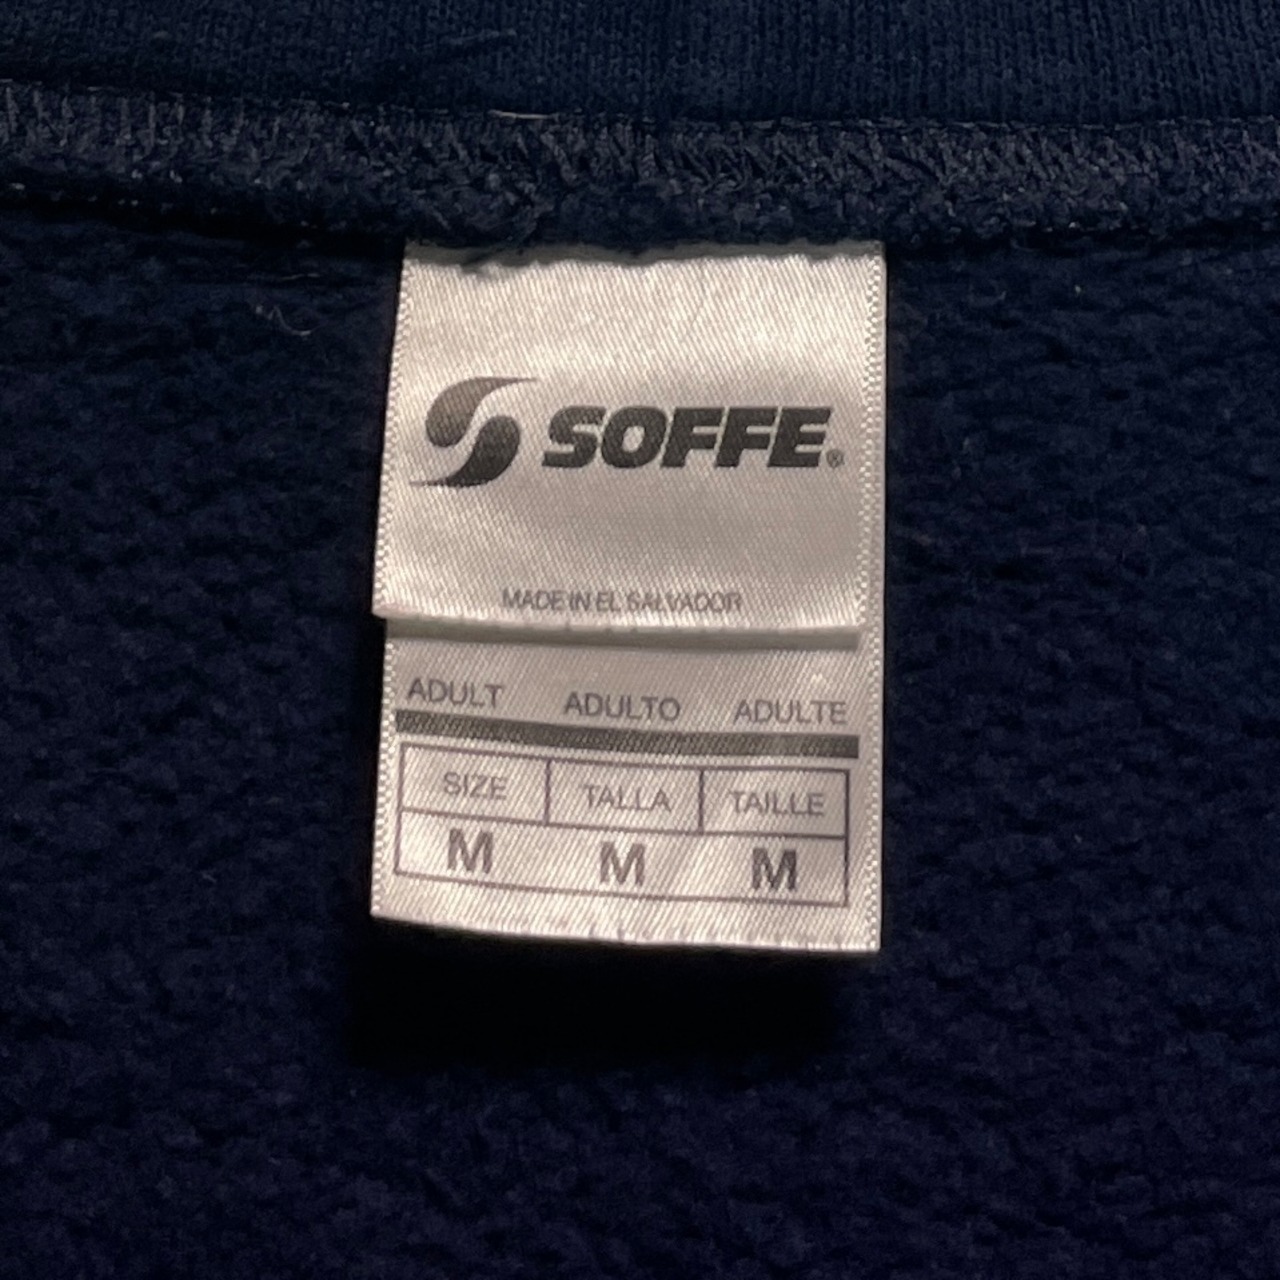 SOFFE®
MADE IN EL SALVADOR
ADULT ADULTO ADULTE
SIZE TALLA TAILLE
M M M